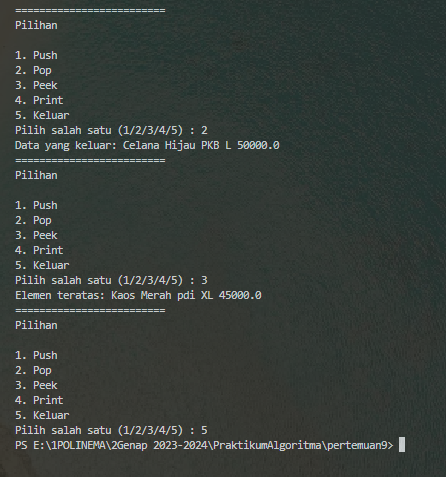 =========================
Pilihan
1. Push
2. Pop
3. Peek
4. Print
5. Keluar
Pilih salah satu (1/2/3/4/5) : 2
Data yang keluar: Celana Hijau PKB L 50000.0
=========================
Pilihan
1. Push
2. Pop
3. Peek
4. Print
5. Keluar
Pilih salah satu (1/2/3/4/5) : 3
Elemen teratas: Kaos Merah pdi XL 45000.0
=========================
Pilihan
1. Push
2. Pop
3. Peek
4. Print
5. Keluar
Pilih salah satu (1/2/3/4/5) : 5
PS E:\1POLINEMA\2Genap 2023-2024\PraktikumAlgoritma\pertemuan9>